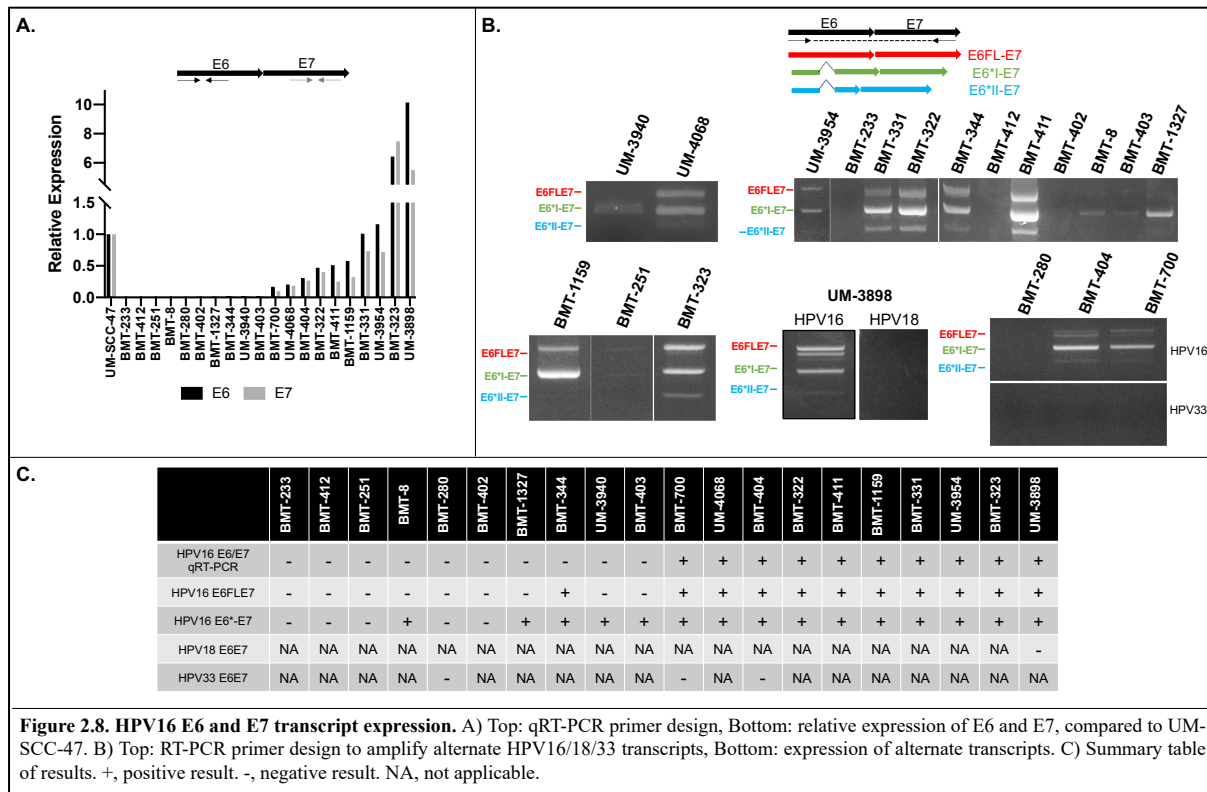 A.
E6 E7
10
8
6
1.5
1.0
0.5
0.0
Relative Expression
UM-SCC-47
BMT-233
BMT-412
BMT-251
BMT-8
BMT-280
BMT-402
BMT-1327
BMT-344
UM-3940
BMT-403
BMT-700
UM-4068
BMT-404
BMT-322
BMT-411
BMT-1159
BMT-331
UM-3954
BMT-323
UM-3898
E6 E7
B.
E6 E7
E6FL-E7
E6*I-E7
E6*II-E7
UM-3940 UM-4068
E6FLE7
E6*I-E7
E6*II-E7
UM-3954 BMT-233 BMT-331 BMT-322 BMT-344 BMT-412 BMT-411 BMT-402 BMT-8 BMT-403 BMT-1327
E6FLE7
E6*I-E7
E6*II-E7
BMT-1159 BMT-251 BMT-323
E6FLE7
E6*I-E7
E6*II-E7
UM-3898
HPV16 HPV18
E6FLE7
E6*I-E7
E6*II-E7
BMT-280 BMT-404 BMT-700
E6FLE7
E6*I-E7 HPV16
E6*II-E7
HPV33
C.
BMT-233 BMT-412 BMT-251 BMT-8 BMT-280 BMT-402 BMT-1327 BMT-344 UM-3940 BMT-403 BMT-700 UM-4068 BMT-404 BMT-322 BMT-411 BMT-1159 BMT-331 UM-3954 BMT-323 UM-3898
HPV16 E6/E7
qRT-PCR - - - - - - - - - - + + + + + + + + + +
HPV16 E6FLE7 - - - - - - - + - - + + + + + + + + + +
HPV16 E6*-E7 - - - + - - + + + + + + + + + + + + + +
HPV18 E6E7 NA NA NA NA NA NA NA NA NA NA NA NA NA NA NA NA NA NA NA -
HPV33 E6E7 NA NA NA NA - NA NA NA NA NA - NA - NA NA NA NA NA NA NA
Figure 2.8. HPV16 E6 and E7 transcript expression. A) Top: qRT-PCR primer design, Bottom: relative expression of E6 and E7, compared to UM-
SCC-47. B) Top: RT-PCR primer design to amplify alternate HPV16/18/33 transcripts, Bottom: expression of alternate transcripts. C) Summary table
of results. +, positive result. -, negative result. NA, not applicable.